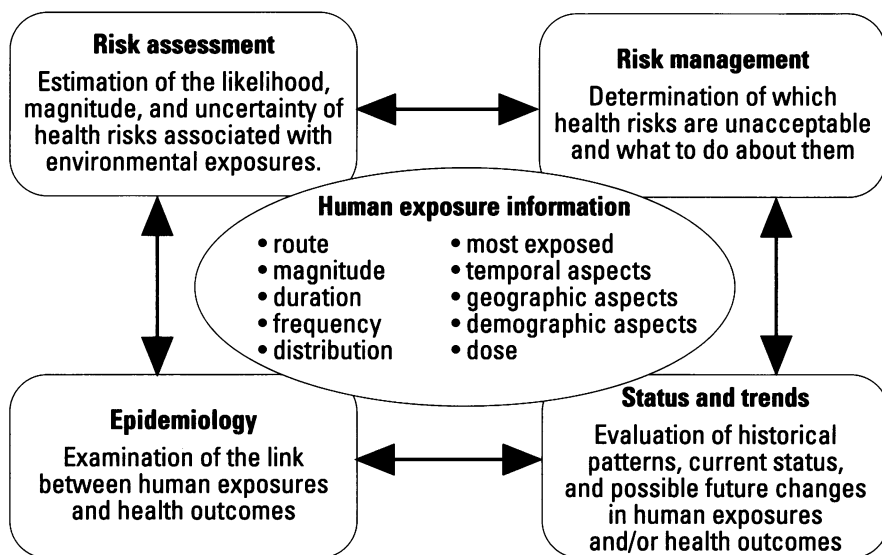 Risk assessment
Estimation of the likelihood,
magnitude, and uncertainty of
health risks associated with
environmental exposures.
Risk management
Determination of which
health risks are unacceptable
and what to do about them
Human exposure information
• route
• magnitude
• duration
• frequency
• distribution
• most exposed
• temporal aspects
• geographic aspects
• demographic aspects
• dose
Epidemiology
Examination of the link
between human exposures
and health outcomes
Status and trends
Evaluation of historical
patterns, current status,
and possible future changes
in human exposures
and/or health outcomes